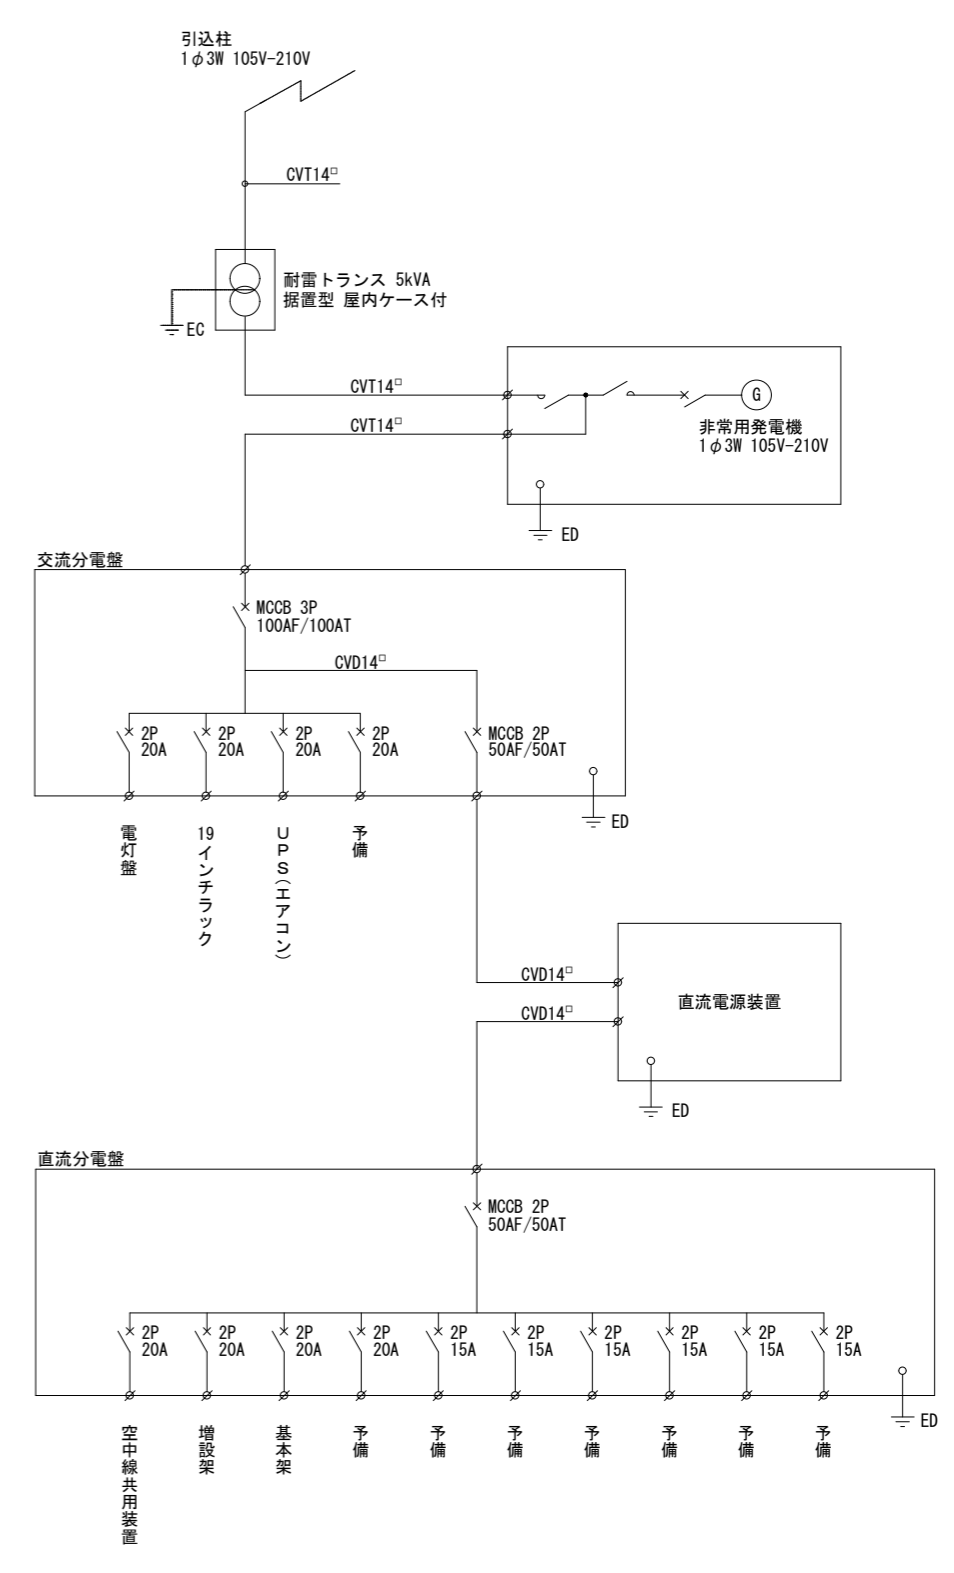 引込柱
1φ3W 105V-210V
CVT14□
耐雷トランス 5kVA
据置型 屋内ケース付
EC
CVT14□
CVT14□
G
非常用発電機
1φ3W 105V-210V
ED
交流分電盤
MCCB 3P
100AF/100AT
CVD14□
2P
20A
2P
20A
2P
20A
2P
20A
MCCB 2P
50AF/50AT
ED
電灯盤
19インチラック
UPS(エアコン)
予備
CVD14□
CVD14□
直流電源装置
ED
直流分電盤
MCCB 2P
50AF/50AT
2P
20A
2P
20A
2P
20A
2P
20A
2P
15A
2P
15A
2P
15A
2P
15A
2P
15A
2P
15A
ED
空中線共用装置
増設架
基本架
予備
予備
予備
予備
予備
予備
予備